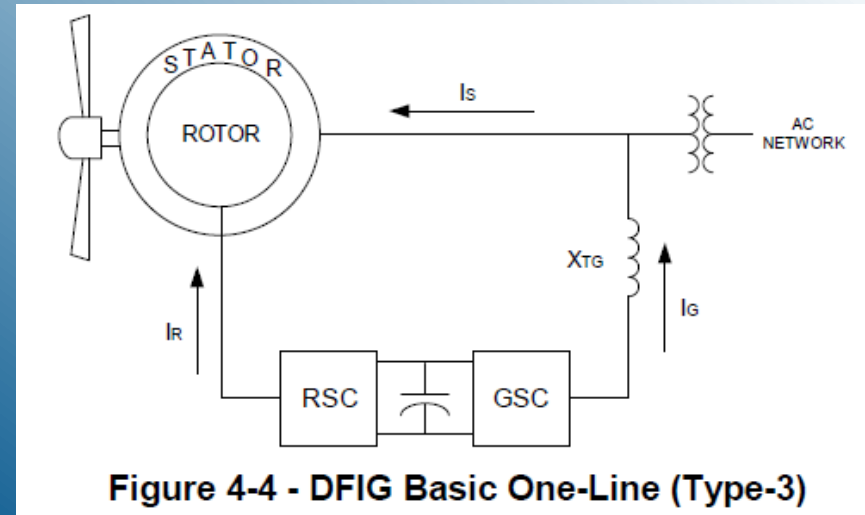 STATOR
ROTOR
IS
AC
NETWORK
XTG
IG
IR
RSC
GSC
Figure 4-4 - DFIG Basic One-Line (Type-3)